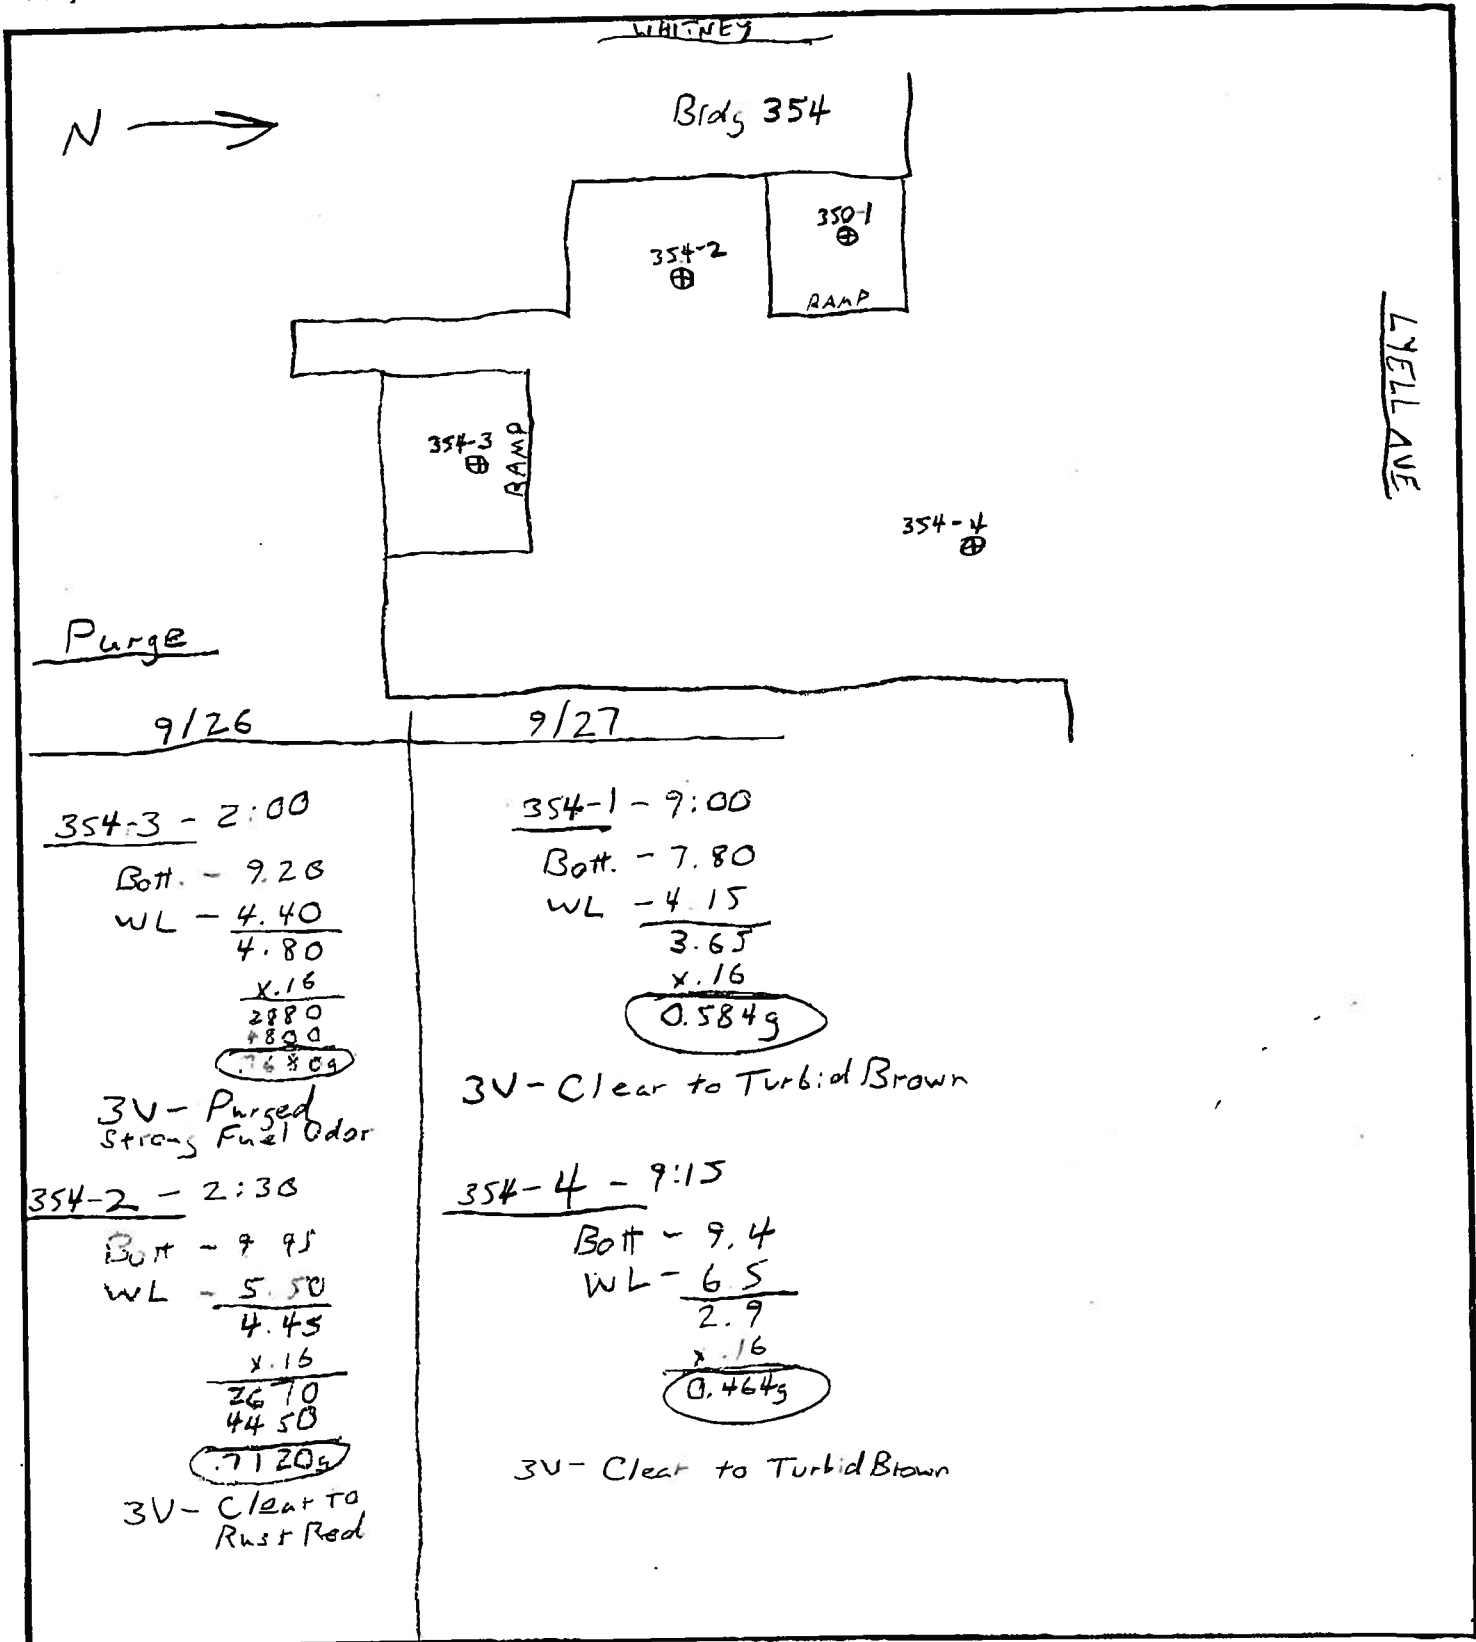 WHITNEY
N
Bldg 354
350-1
354-2
RAMP
LYELL AVE
354-3
RAMP
354-4
Purge
9/26
9/27
354-3 - 2:00
Bott. - 9.20
WL - 4.40
4.80
x.16
2880
4800
.7680g
3V- Purged
Strong Fuel Odor
354-2 - 2:30
Bott - 9 95
WL - 5.50
4.45
x.16
2670
4450
.7120g
3V- Clear To
Rust Red
354-1 - 9:00
Bott. - 7.80
WL - 4.15
3.65
x.16
0.584g
3V- Clear to Turbid Brown
354-4 - 9:15
Bott - 9.4
WL - 6.5
2.9
x.16
0.464g
3V- Clear to Turbid Brown